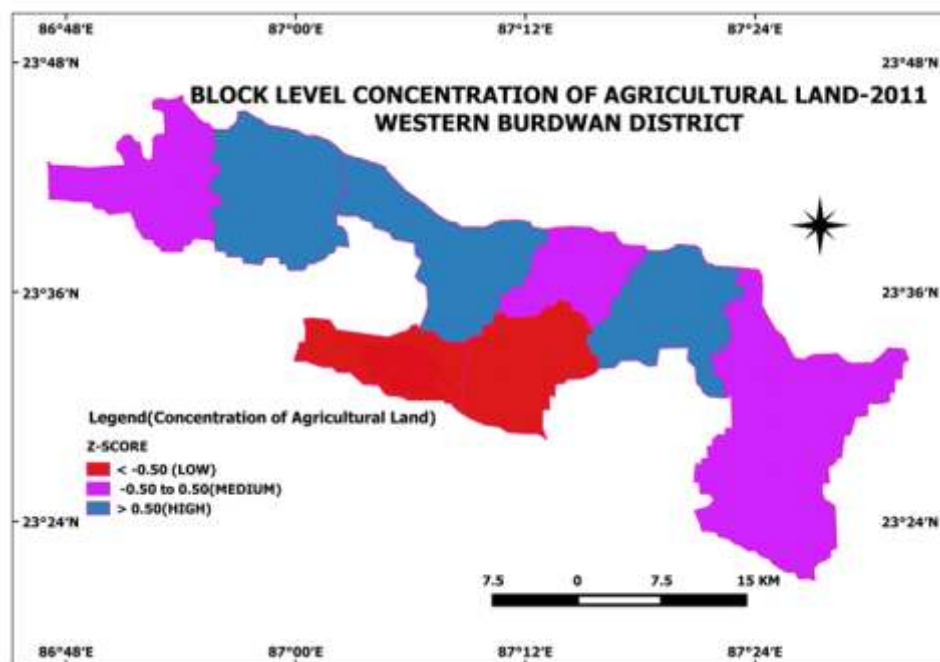 86°48'E 87°00'E 87°12'E 87°24'E
23°48'N 23°48'N
BLOCK LEVEL CONCENTRATION OF AGRICULTURAL LAND-2011
WESTERN BURDWAN DISTRICT
23°36'N 23°36'N
Legend(Concentration of Agricultural Land)
Z-SCORE
< -0.50 (LOW)
-0.50 to 0.50(MEDIUM)
> 0.50(HIGH)
23°24'N 23°24'N
7.5 0 7.5 15 KM
86°48'E 87°00'E 87°12'E 87°24'E